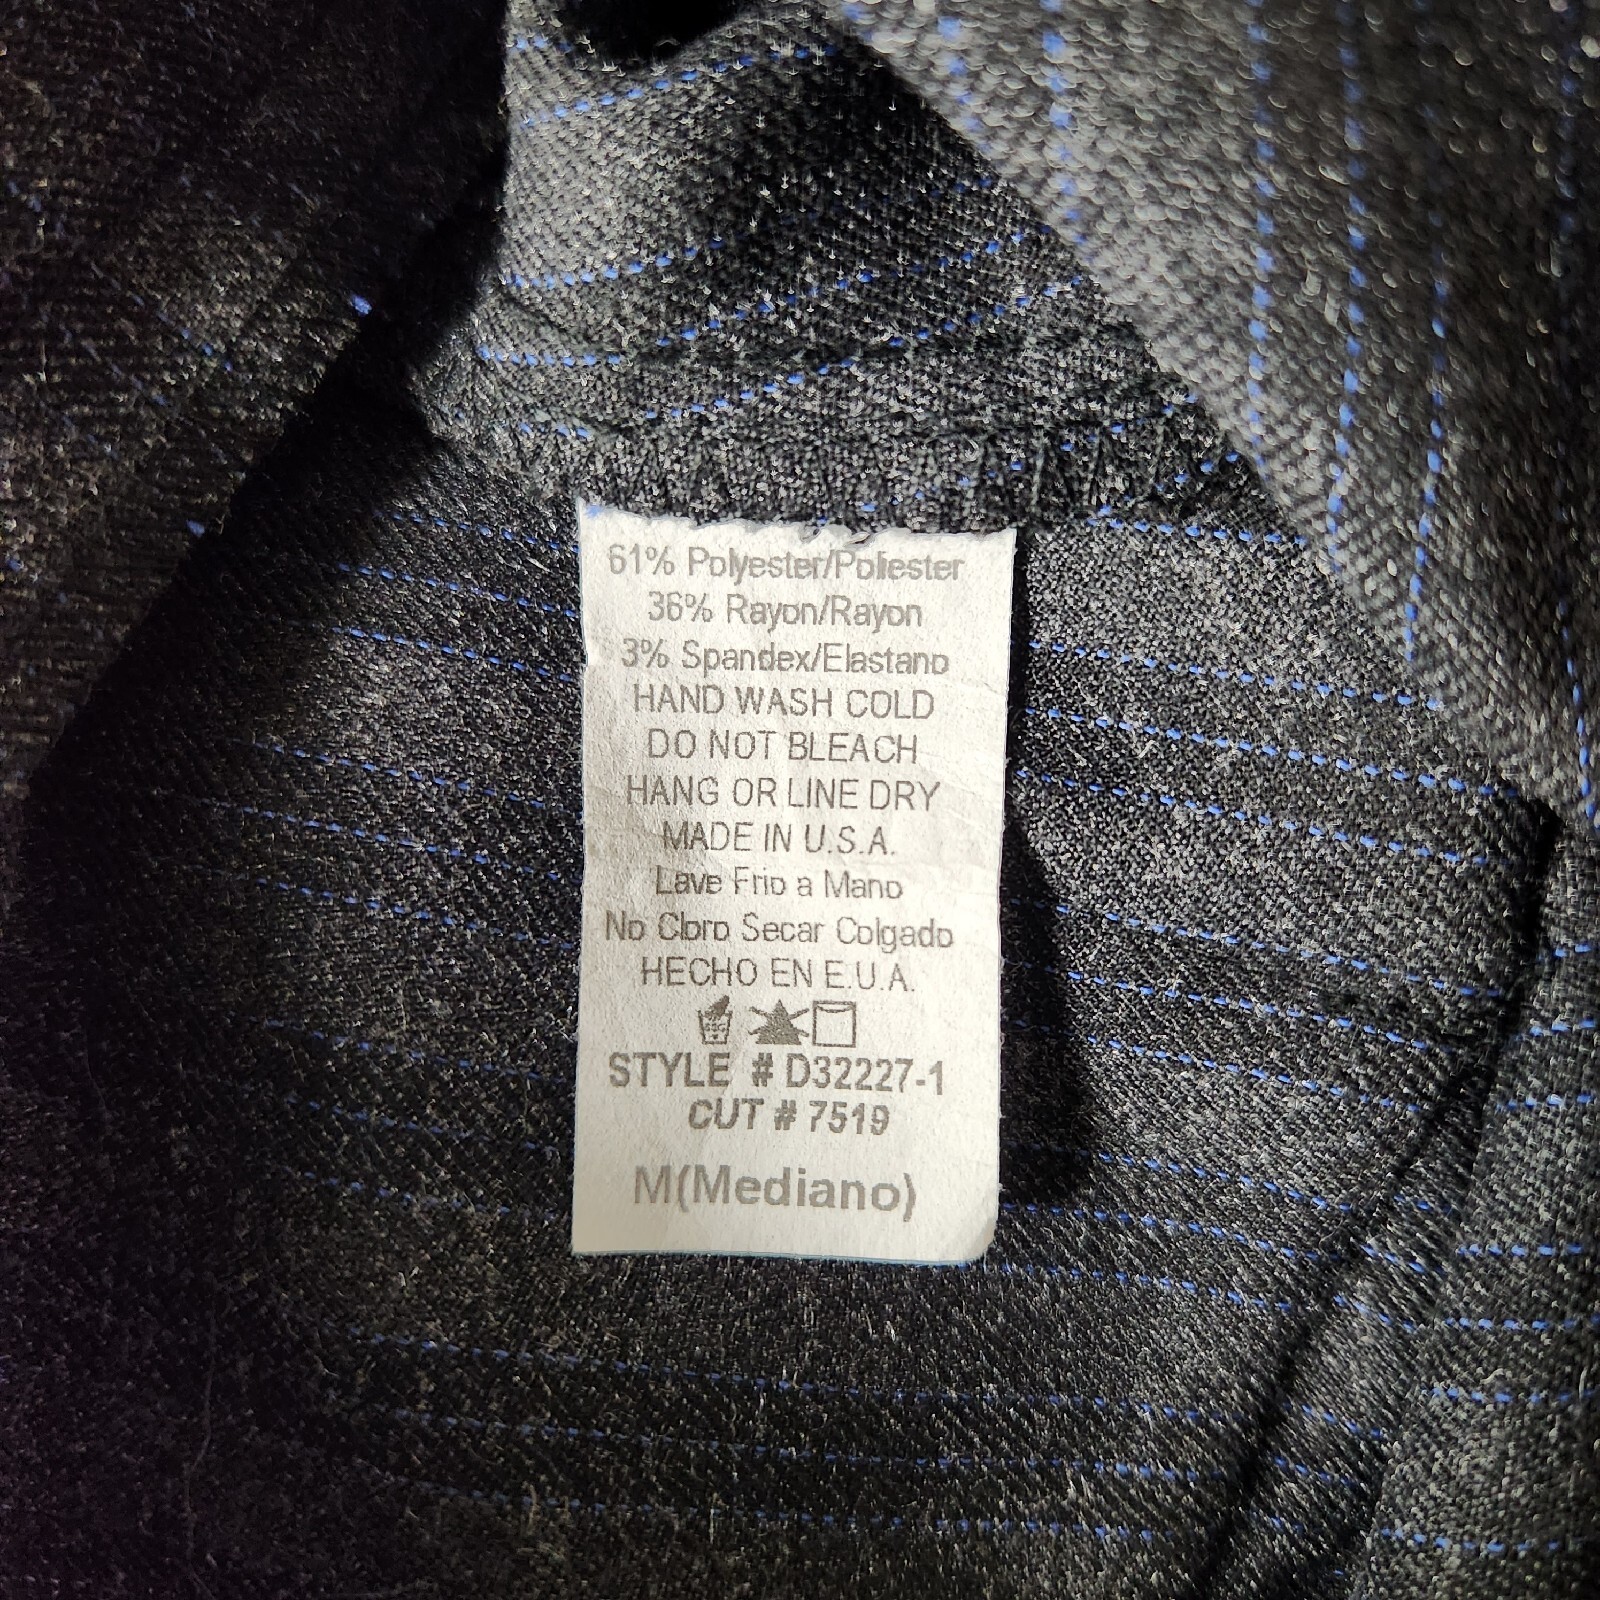 61% Polyester/Poliester
36% Rayon/Rayon
3% Spandex/Elastano
HAND WASH COLD
DO NOT BLEACH
HANG OR LINE DRY
MADE IN U.S.A.
Lave Frio a Mano
No Cloro Secar Colgado
HECHO EN E.U.A.
STYLE # D32227-1
CUT # 7519
M(Mediano)